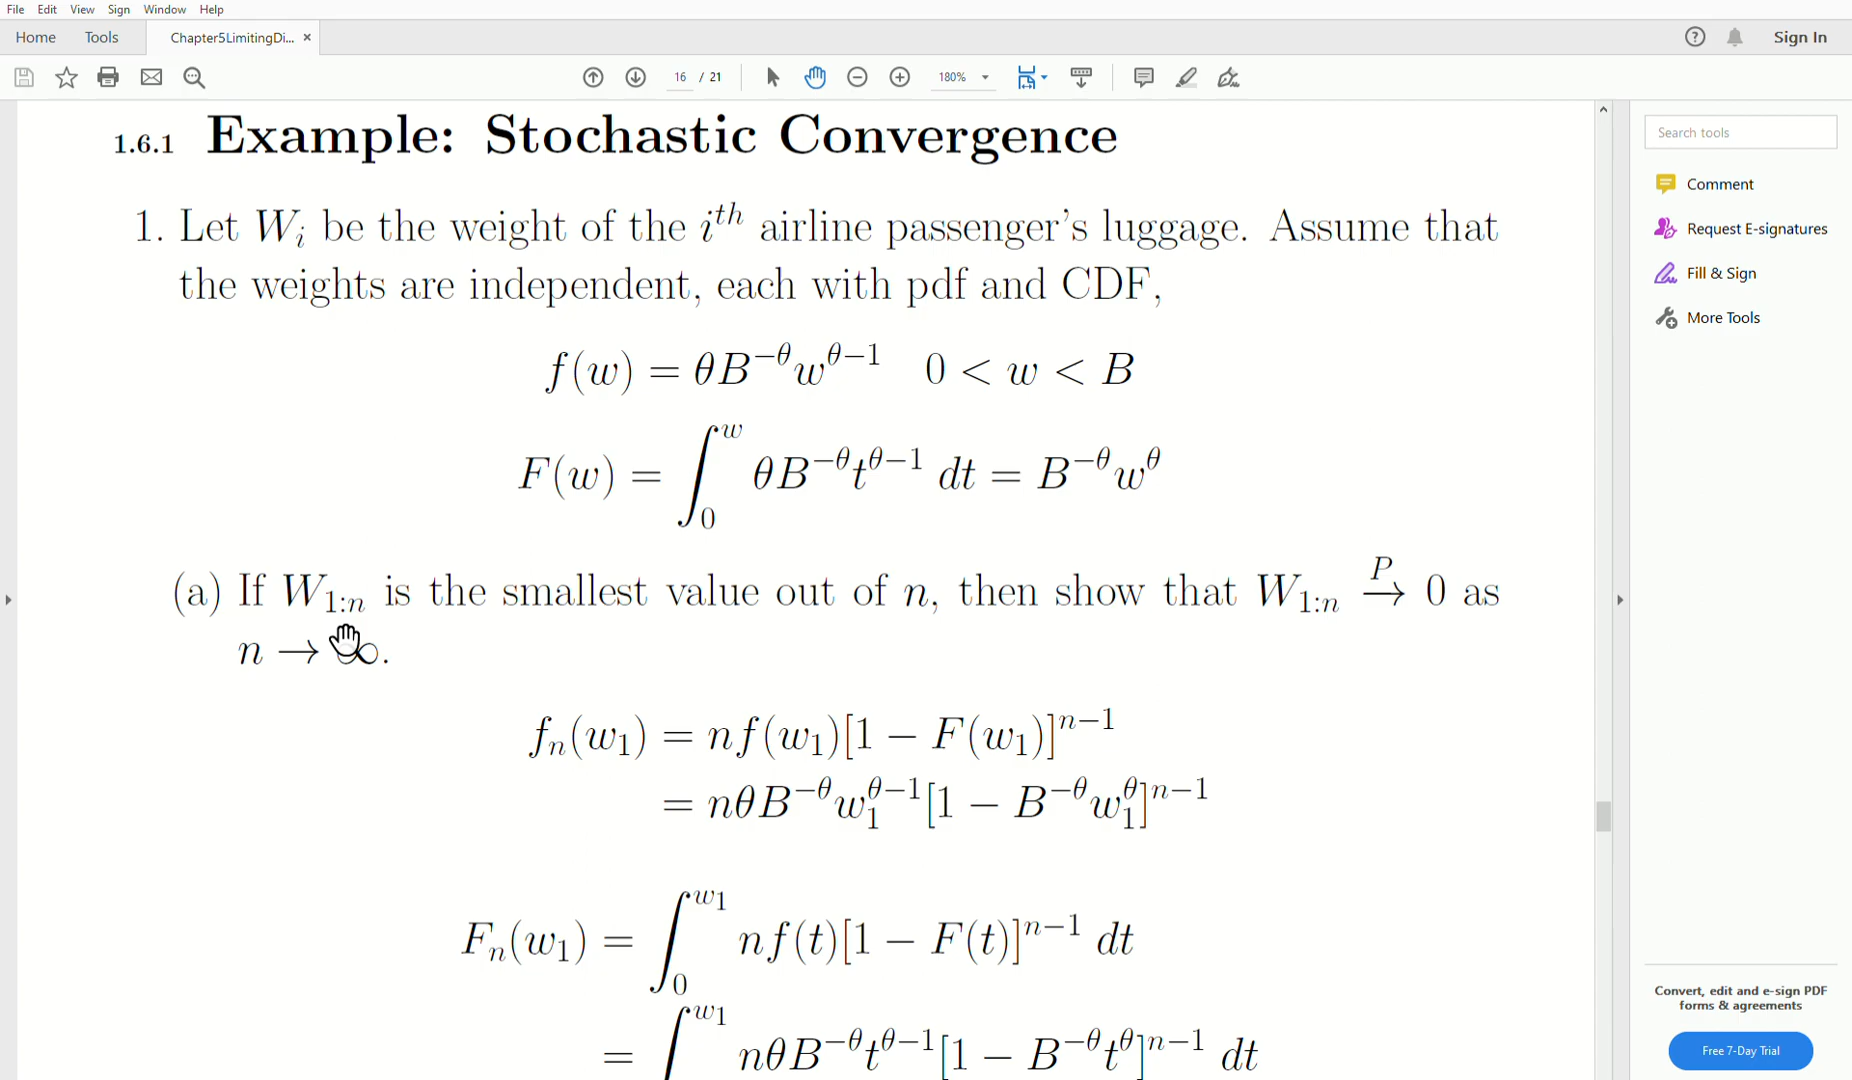 File Edit View Sign Window Help
Home Tools Chapter5LimitingDi... × Sign In
16 / 21 180%
1.6.1 Example: Stochastic Convergence
Search tools
Comment
Request E-signatures
Fill & Sign
More Tools
1. Let W_i be the weight of the i^{th} airline passenger's luggage. Assume that
the weights are independent, each with pdf and CDF,
f(w) = θB^{−θ}w^{θ−1} 0 < w < B
F(w) = ∫_0^w θB^{−θ}t^{θ−1} dt = B^{−θ}w^θ
(a) If W_{1:n} is the smallest value out of n, then show that W_{1:n} \xrightarrow{P} 0 as
n → ∞.
f_n(w_1) = nf(w_1)[1 − F(w_1)]^{n−1}
= nθB^{−θ}w_1^{θ−1}[1 − B^{−θ}w_1^θ]^{n−1}
F_n(w_1) = ∫_0^{w_1} nf(t)[1 − F(t)]^{n−1} dt
= ∫^{w_1} nθB^{−θ}t^{θ−1}[1 − B^{−θ}t^θ]^{n−1} dt
Convert, edit and e-sign PDF
forms & agreements
Free 7-Day Trial